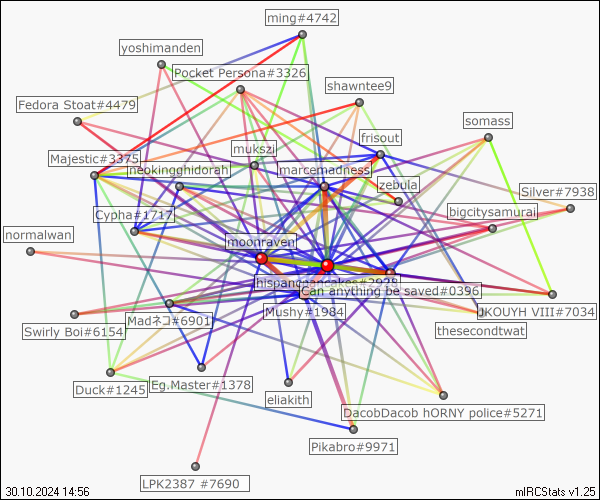 ming#4742
yoshimanden
Pocket Persona#3326
shawntee9
Fedora Stoat#4479
somass
frisout
mukszi
Majestic#3375
neokingghidorah
marcemadness
zebula
Silver#7938
Cypha#1717
bigcitysamurai
normalwan
moonraven
hispanopancakes#2928
Can anything be saved#0396
Swirly Boi#6154
Madネコ#6901
Mushy#1984
KOUYH VIII#7034
thesecondtwat
Duck#1245
Eg.Master#1378
eliakith
DacobDacob hORNY police#5271
Pikabro#9971
LPK2387 #7690
30.10.2024 14:56
mIRCStats v1.25